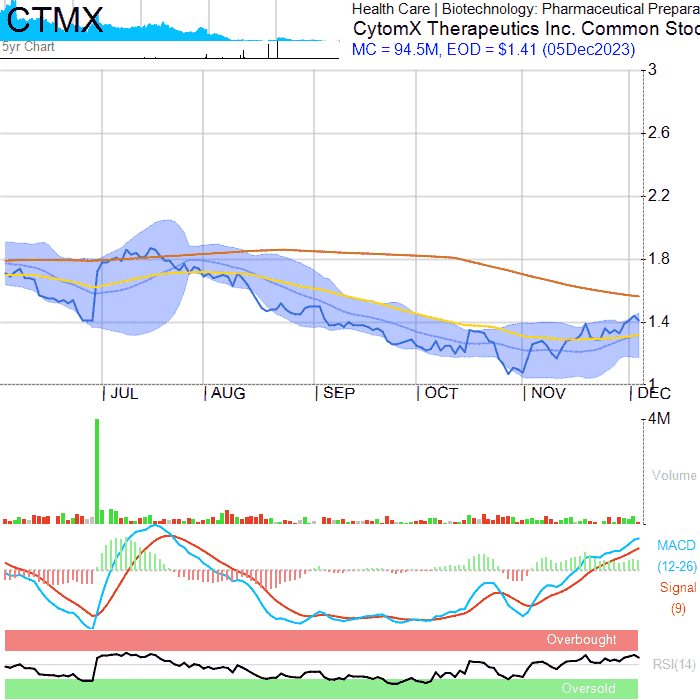 CTMX
5yr Chart
Health Care | Biotechnology: Pharmaceutical Prepara
CytomX Therapeutics Inc. Common Stoc
MC = 94.5M, EOD = $1.41 (05Dec2023)
3
2.6
2.2
1.8
1.4
1
JUL AUG SEP OCT NOV DEC
4M
Volume
MACD
(12-26)
Signal
(9)
Overbought
RSI(14)
Oversold